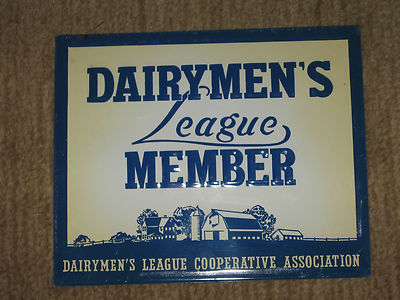 DAIRYMEN'S
League
MEMBER
DAIRYMEN'S LEAGUE COOPERATIVE ASSOCIATION